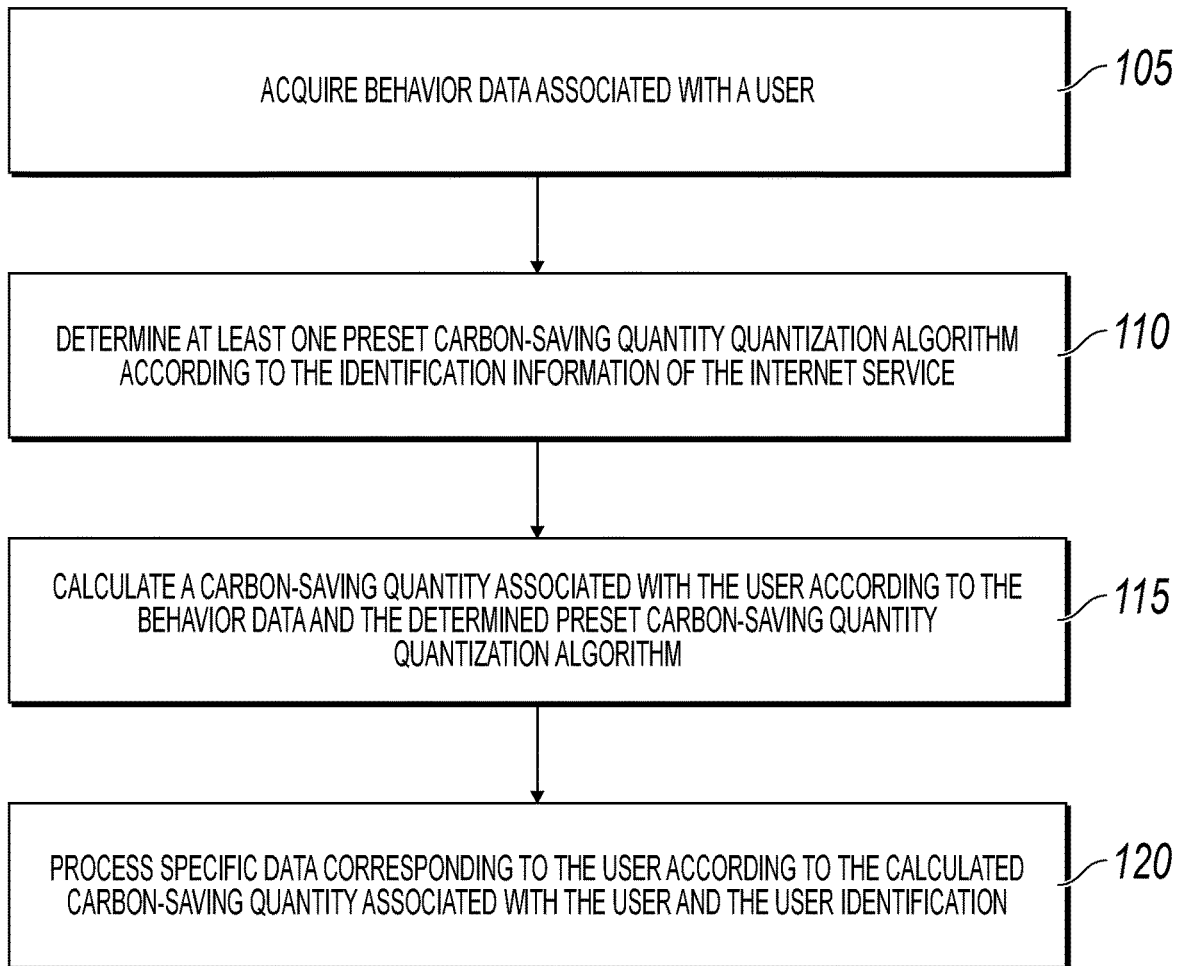 ACQUIRE BEHAVIOR DATA ASSOCIATED WITH A USER
105
DETERMINE AT LEAST ONE PRESET CARBON-SAVING QUANTITY QUANTIZATION ALGORITHM
ACCORDING TO THE IDENTIFICATION INFORMATION OF THE INTERNET SERVICE
110
CALCULATE A CARBON-SAVING QUANTITY ASSOCIATED WITH THE USER ACCORDING TO THE
BEHAVIOR DATA AND THE DETERMINED PRESET CARBON-SAVING QUANTITY
QUANTIZATION ALGORITHM
115
PROCESS SPECIFIC DATA CORRESPONDING TO THE USER ACCORDING TO THE CALCULATED
CARBON-SAVING QUANTITY ASSOCIATED WITH THE USER AND THE USER IDENTIFICATION
120